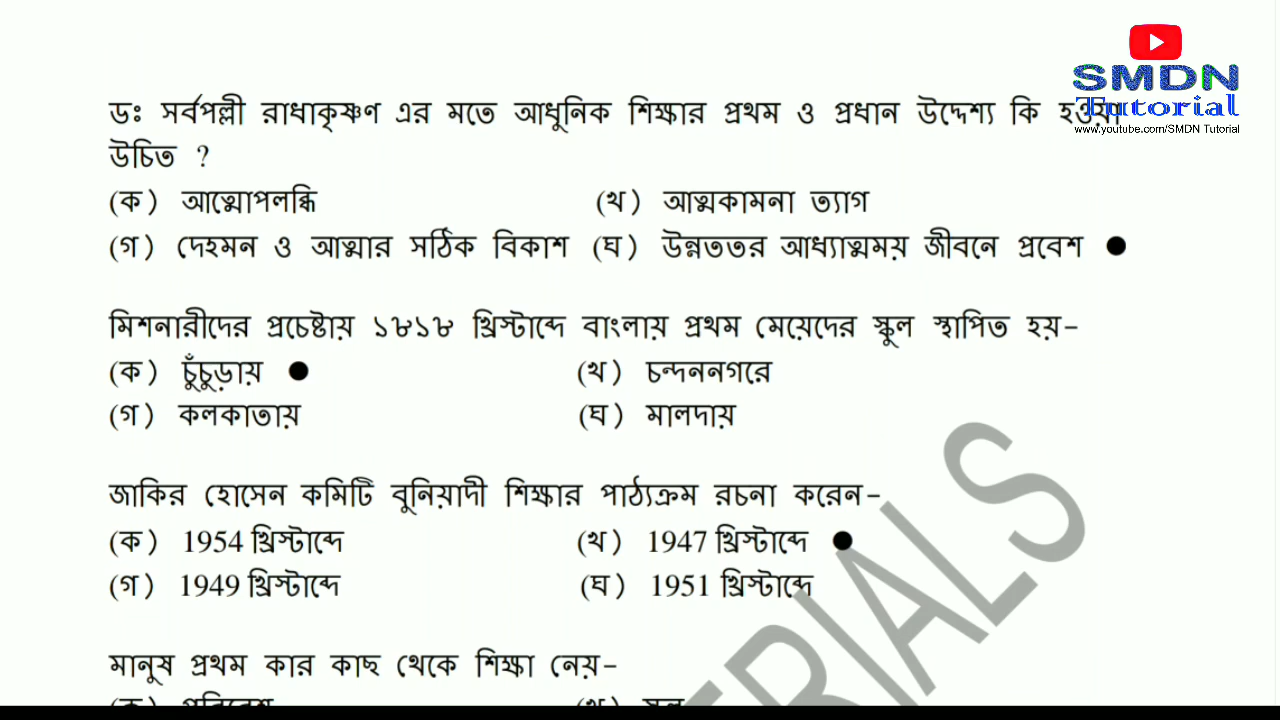 SMDN
Tutorial
www.youtube.com/SMDN Tutorial
ডঃ সর্বপল্লী রাধাকৃষ্ণণ এর মতে আধুনিক শিক্ষার প্রথম ও প্রধান উদ্দেশ্য কি হওয়া
উচিত ?
(ক) আত্মোপলব্ধি (খ) আত্মকামনা ত্যাগ
(গ) দেহমন ও আত্মার সঠিক বিকাশ (ঘ) উন্নততর আধ্যাত্মময় জীবনে প্রবেশ ●
মিশনারীদের প্রচেষ্টায় ১৮১৮ খ্রিস্টাব্দে বাংলায় প্রথম মেয়েদের স্কুল স্থাপিত হয়-
(ক) চুঁচুড়ায় ● (খ) চন্দননগরে
(গ) কলকাতায় (ঘ) মালদায়
জাকির হোসেন কমিটি বুনিয়াদী শিক্ষার পাঠ্যক্রম রচনা করেন-
(ক) 1954 খ্রিস্টাব্দে (খ) 1947 খ্রিস্টাব্দে ●
(গ) 1949 খ্রিস্টাব্দে (ঘ) 1951 খ্রিস্টাব্দে
মানুষ প্রথম কার কাছ থেকে শিক্ষা নেয়-